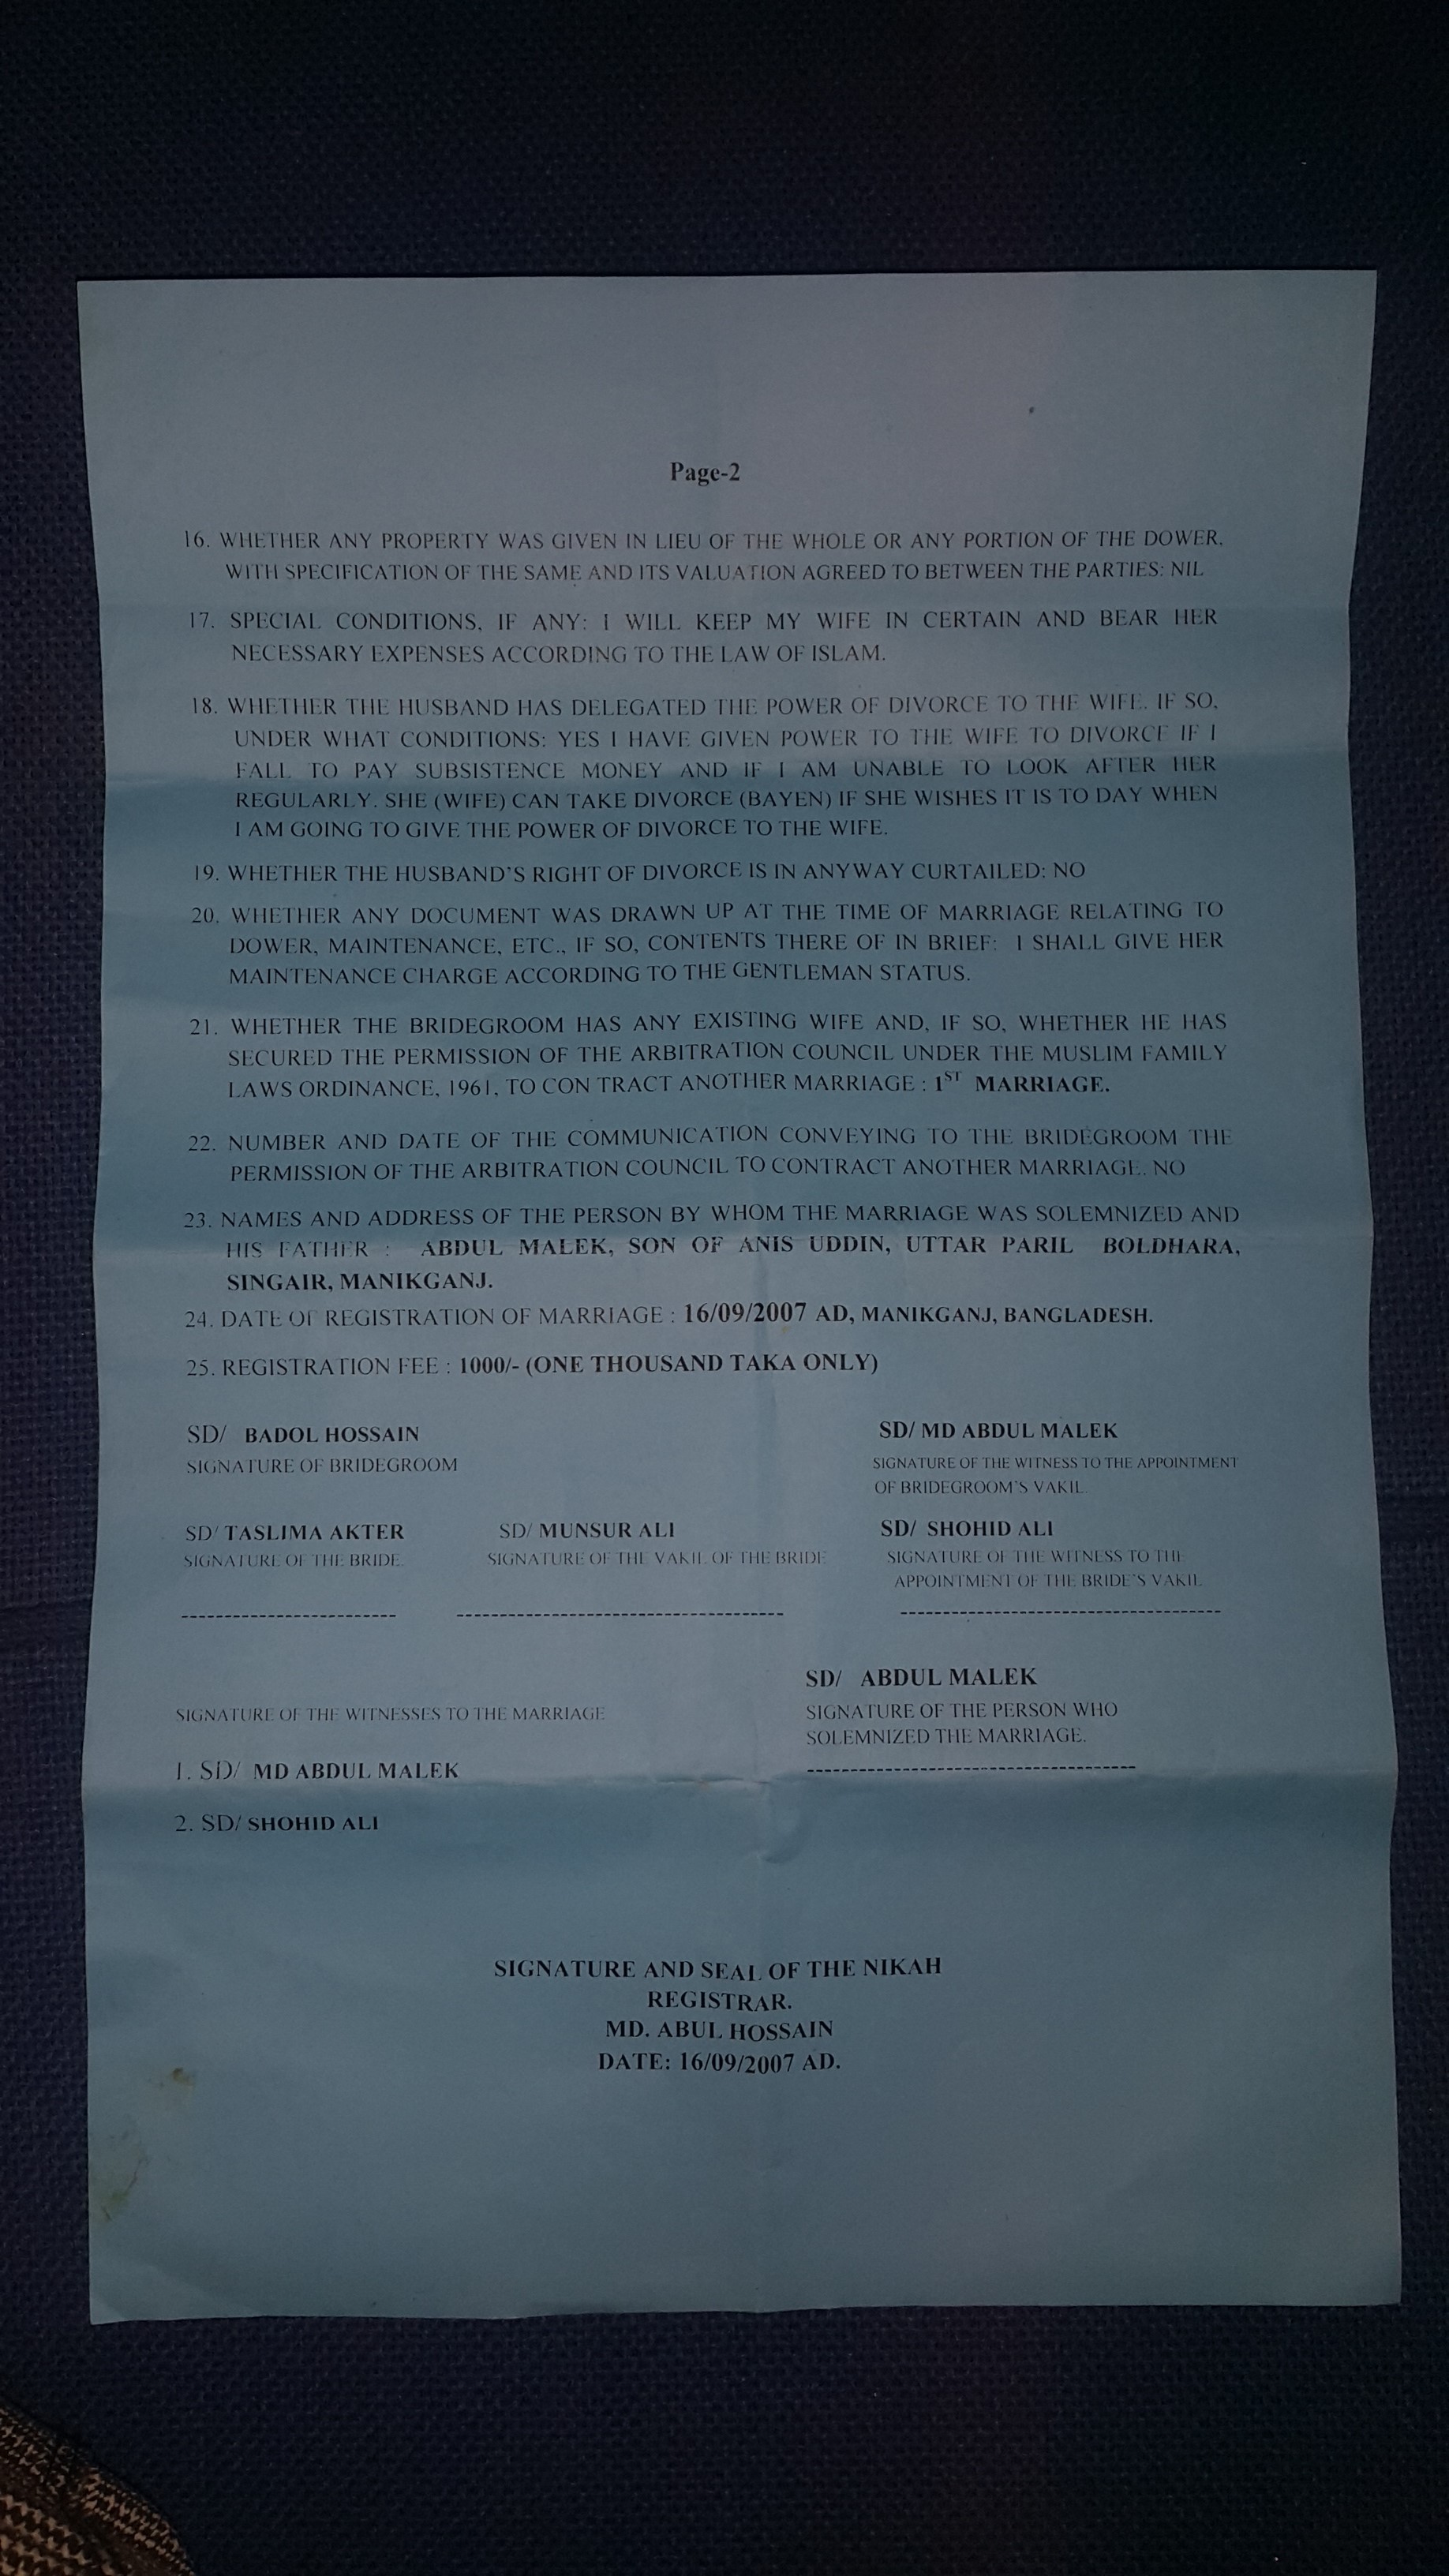 Page-2
16. WHETHER ANY PROPERTY WAS GIVEN IN LIEU OF THE WHOLE OR ANY PORTION OF THE DOWER.
WITH SPECIFICATION OF THE SAME AND ITS VALUATION AGREED TO BETWEEN THE PARTIES: NIL
17. SPECIAL CONDITIONS, IF ANY: I WILL KEEP MY WIFE IN CERTAIN AND BEAR HER
NECESSARY EXPENSES ACCORDING TO THE LAW OF ISLAM.
18. WHETHER THE HUSBAND HAS DELEGATED THE POWER OF DIVORCE TO THE WIFE. IF SO,
UNDER WHAT CONDITIONS: YES I HAVE GIVEN POWER TO THE WIFE TO DIVORCE IF I
FALL TO PAY SUBSISTENCE MONEY AND IF I AM UNABLE TO LOOK AFTER HER
REGULARLY. SHE (WIFE) CAN TAKE DIVORCE (BAYEN) IF SHE WISHES IT IS TO DAY WHEN
I AM GOING TO GIVE THE POWER OF DIVORCE TO THE WIFE.
19. WHETHER THE HUSBAND'S RIGHT OF DIVORCE IS IN ANYWAY CURTAILED: NO
20. WHETHER ANY DOCUMENT WAS DRAWN UP AT THE TIME OF MARRIAGE RELATING TO
DOWER, MAINTENANCE, ETC., IF SO, CONTENTS THERE OF IN BRIEF: I SHALL GIVE HER
MAINTENANCE CHARGE ACCORDING TO THE GENTLEMAN STATUS.
21. WHETHER THE BRIDEGROOM HAS ANY EXISTING WIFE AND, IF SO, WHETHER HE HAS
SECURED THE PERMISSION OF THE ARBITRATION COUNCIL UNDER THE MUSLIM FAMILY
LAWS ORDINANCE, 1961, TO CON TRACT ANOTHER MARRIAGE : 1ST MARRIAGE.
22. NUMBER AND DATE OF THE COMMUNICATION CONVEYING TO THE BRIDEGROOM THE
PERMISSION OF THE ARBITRATION COUNCIL TO CONTRACT ANOTHER MARRIAGE. NO
23. NAMES AND ADDRESS OF THE PERSON BY WHOM THE MARRIAGE WAS SOLEMNIZED AND
HIS FATHER : ABDUL MALEK, SON OF ANIS UDDIN, UTTAR PARIL BOLDHARA,
SINGAIR, MANIKGANJ.
24. DATE OF REGISTRATION OF MARRIAGE : 16/09/2007 AD, MANIKGANJ, BANGLADESH.
25. REGISTRATION FEE : 1000/- (ONE THOUSAND TAKA ONLY)
SD/ BADOL HOSSAIN
SIGNATURE OF BRIDEGROOM
SD/ MD ABDUL MALEK
SIGNATURE OF THE WITNESS TO THE APPOINTMENT
OF BRIDEGROOM'S VAKIL.
SD/ TASLIMA AKTER
SIGNATURE OF THE BRIDE.
SD/ MUNSUR ALI
SIGNATURE OF THE VAKIL OF THE BRIDE
SD/ SHOHID ALI
SIGNATURE OF THE WITNESS TO THE
APPOINTMENT OF THE BRIDE'S VAKIL
SD/ ABDUL MALEK
SIGNATURE OF THE PERSON WHO
SOLEMNIZED THE MARRIAGE.
SIGNATURE OF THE WITNESSES TO THE MARRIAGE
1. SD/ MD ABDUL MALEK
2. SD/ SHOHID ALI
SIGNATURE AND SEAL OF THE NIKAH
REGISTRAR.
MD. ABUL HOSSAIN
DATE: 16/09/2007 AD.